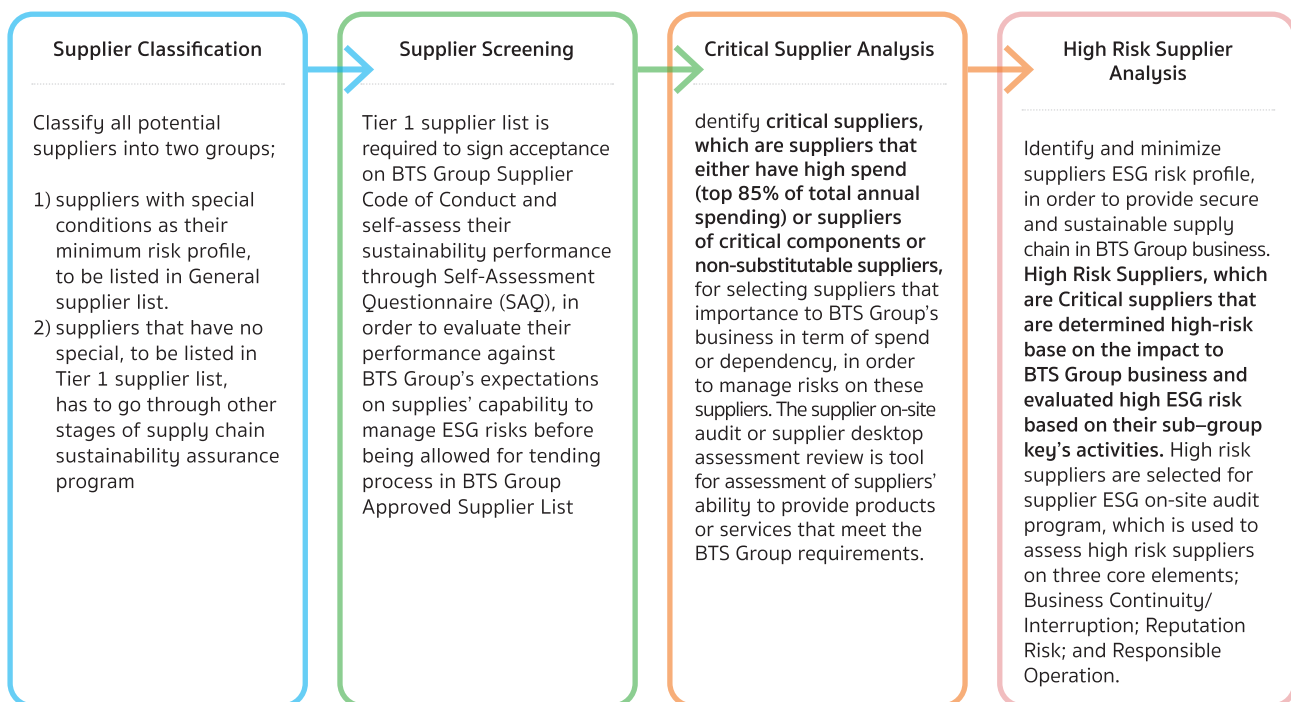 Supplier Classification
Classify all potential
suppliers into two groups;
1) suppliers with special
conditions as their
minimum risk profile,
to be listed in General
supplier list.
2) suppliers that have no
special, to be listed in
Tier 1 supplier list,
has to go through other
stages of supply chain
sustainability assurance
program
Supplier Screening
Tier 1 supplier list is
required to sign acceptance
on BTS Group Supplier
Code of Conduct and
self-assess their
sustainability performance
through Self-Assessment
Questionnaire (SAQ), in
order to evaluate their
performance against
BTS Group's expectations
on supplies' capability to
manage ESG risks before
being allowed for tending
process in BTS Group
Approved Supplier List
Critical Supplier Analysis
dentify critical suppliers,
which are suppliers that
either have high spend
(top 85% of total annual
spending) or suppliers
of critical components or
non-substitutable suppliers,
for selecting suppliers that
importance to BTS Group's
business in term of spend
or dependency, in order
to manage risks on these
suppliers. The supplier on-site
audit or supplier desktop
assessment review is tool
for assessment of suppliers'
ability to provide products
or services that meet the
BTS Group requirements.
High Risk Supplier
Analysis
Identify and minimize
suppliers ESG risk profile,
in order to provide secure
and sustainable supply
chain in BTS Group business.
High Risk Suppliers, which
are Critical suppliers that
are determined high-risk
base on the impact to
BTS Group business and
evaluated high ESG risk
based on their sub–group
key's activities. High risk
suppliers are selected for
supplier ESG on-site audit
program, which is used to
assess high risk suppliers
on three core elements;
Business Continuity/
Interruption; Reputation
Risk; and Responsible
Operation.